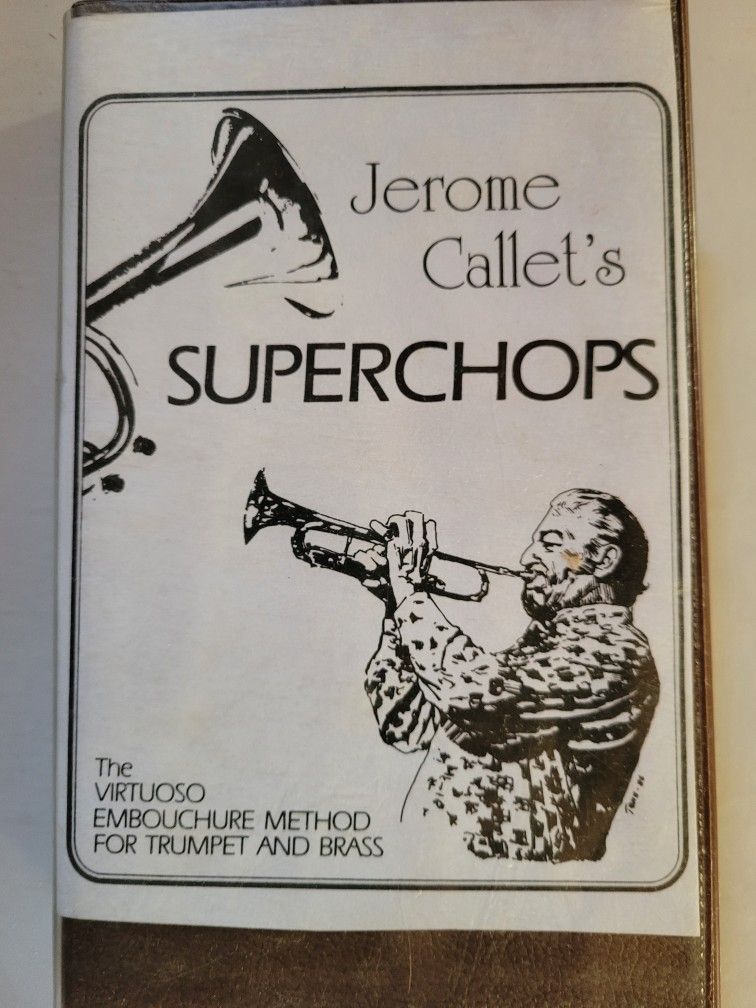 Jerome
Callet's
SUPERCHOPS
The
VIRTUOSO
EMBOUCHURE METHOD
FOR TRUMPET AND BRASS